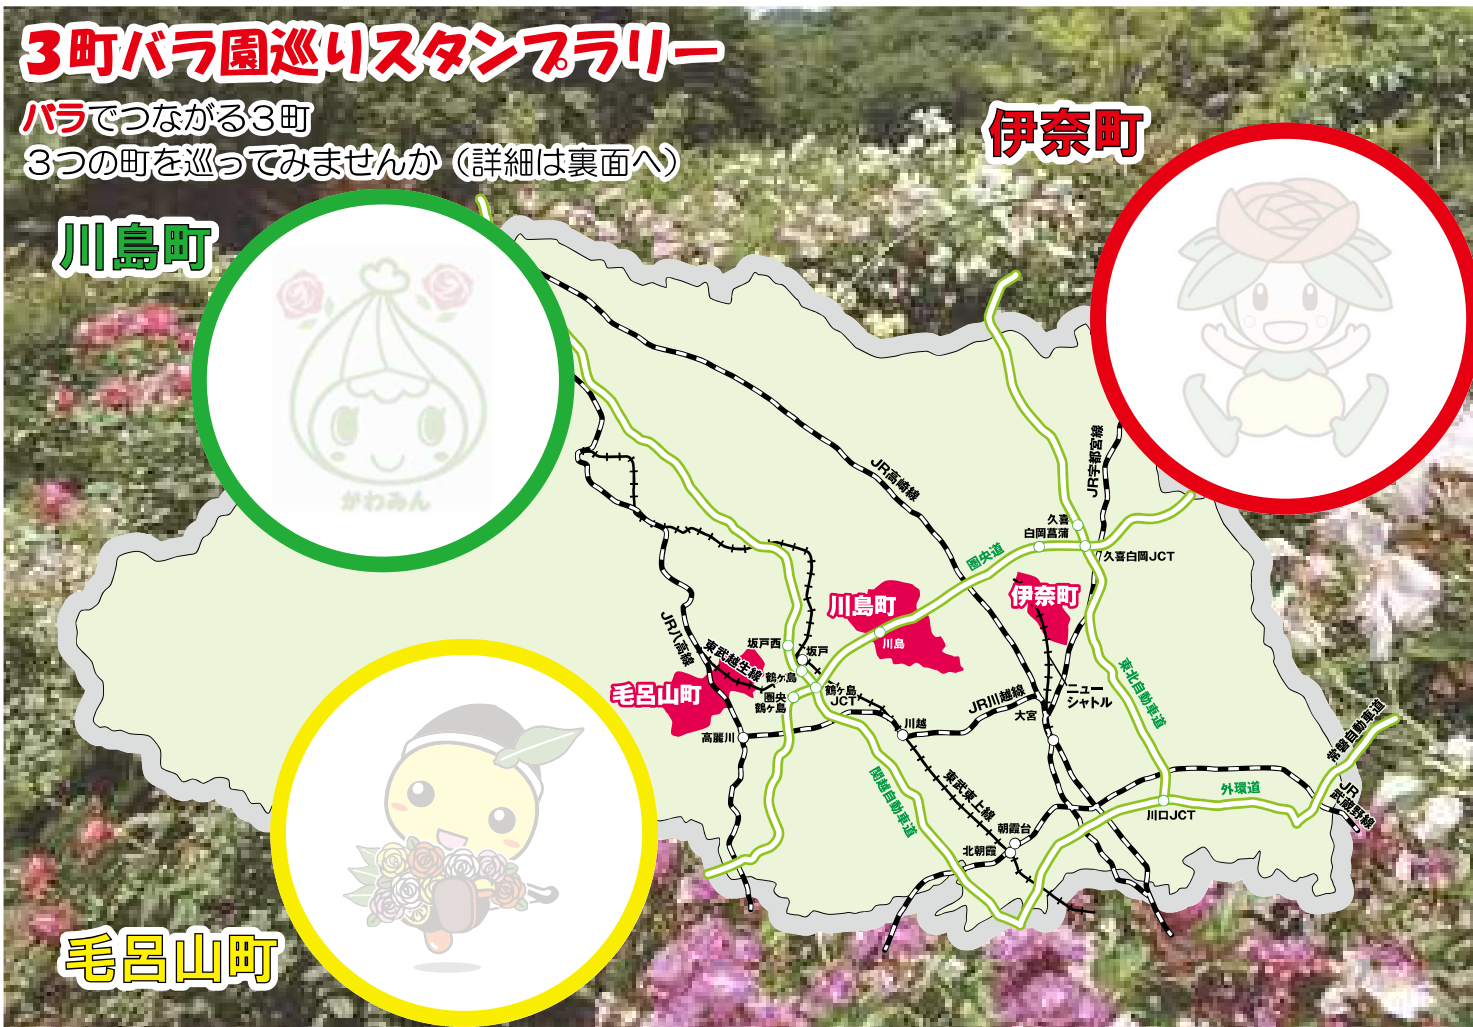 3町バラ園巡りスタンプラリー
バラでつながる3町
3つの町を巡ってみませんか（詳細は裏面へ）
伊奈町
川島町
かわみん
毛呂山町
JR高崎線
JR宇都宮線
久喜
白岡菖蒲
久喜白岡JCT
圏央道
川島町
川島
伊奈町
JR八高線
東武越生線
坂戸西
坂戸
鶴ヶ島
圏央
鶴ヶ島
鶴ヶ島
JCT
毛呂山町
高麗川
川越
JR川越線
大宮
ニュー
シャトル
東北自動車道
関越自動車道
東武東上線
朝霞台
北朝霞
川口JCT
外環道
常磐自動車道
JR
武蔵野線